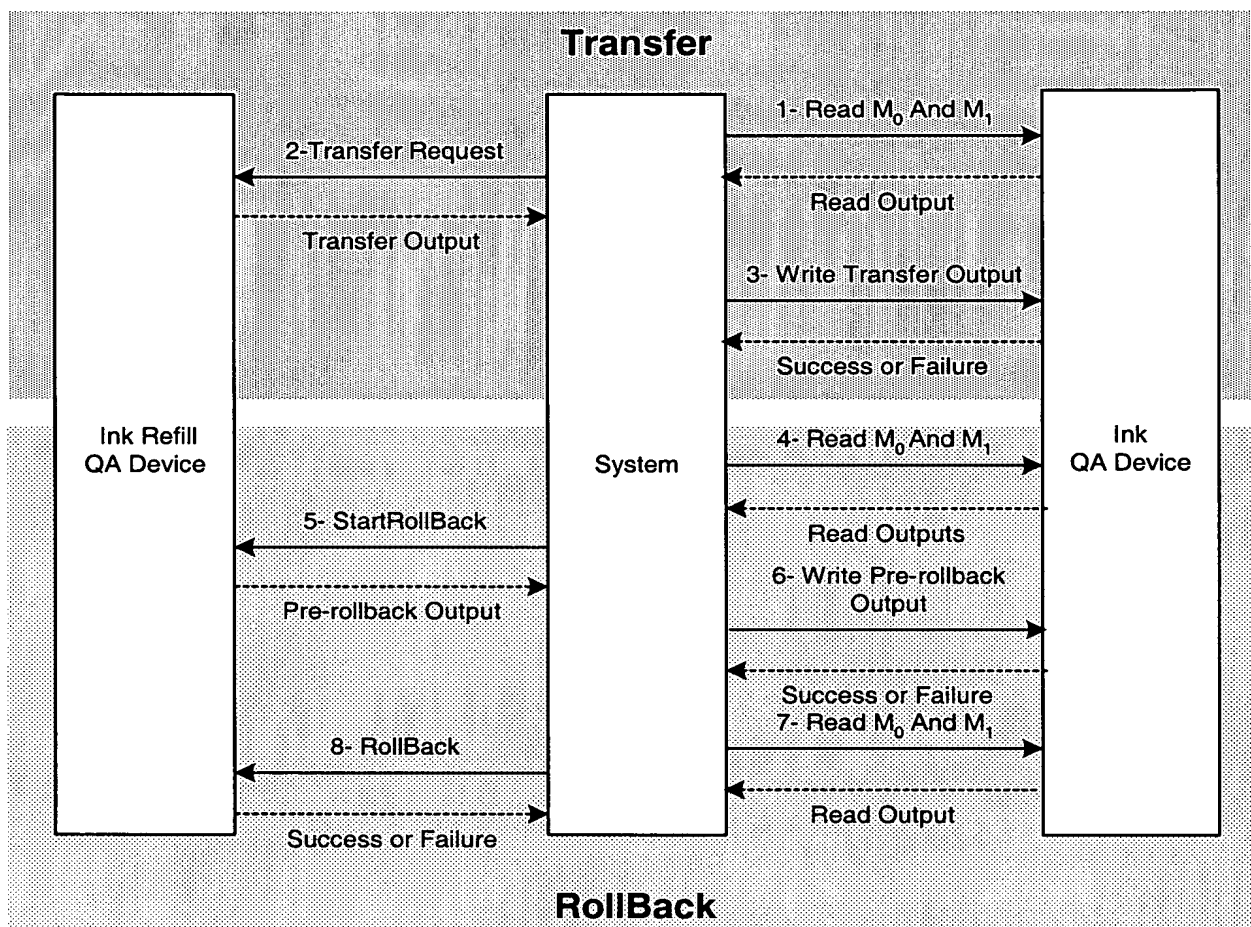 Transfer
1- Read M₀ And M₁
2-Transfer Request
Read Output
Transfer Output
3- Write Transfer Output
Success or Failure
Ink Refill
QA Device
System
Ink
QA Device
4- Read M₀ And M₁
5- StartRollBack
Read Outputs
6- Write Pre-rollback
Output
Pre-rollback Output
Success or Failure
7- Read M₀ And M₁
8- RollBack
Read Output
Success or Failure
RollBack